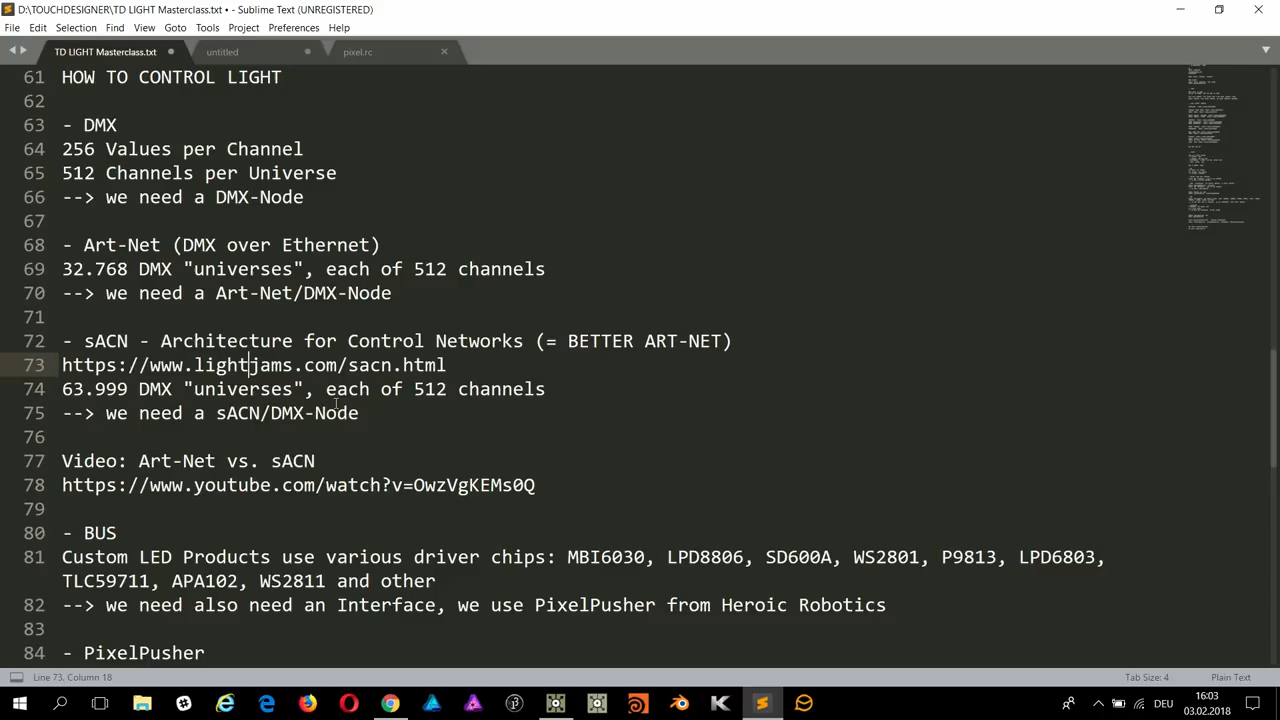 D:\TOUCHDESIGNER\TD LIGHT Masterclass.txt • - Sublime Text (UNREGISTERED)
File Edit Selection Find View Goto Tools Project Preferences Help
TD LIGHT Masterclass.txt untitled pixel.rc
61 HOW TO CONTROL LIGHT
62
63 - DMX
64 256 Values per Channel
65 512 Channels per Universe
66 --> we need a DMX-Node
67
68 - Art-Net (DMX over Ethernet)
69 32.768 DMX "universes", each of 512 channels
70 --> we need a Art-Net/DMX-Node
71
72 - sACN - Architecture for Control Networks (= BETTER ART-NET)
73 https://www.lightjams.com/sacn.html
74 63.999 DMX "universes", each of 512 channels
75 --> we need a sACN/DMX-Node
76
77 Video: Art-Net vs. sACN
78 https://www.youtube.com/watch?v=OwzVgKEMs0Q
79
80 - BUS
81 Custom LED Products use various driver chips: MBI6030, LPD8806, SD600A, WS2801, P9813, LPD6803,
TLC59711, APA102, WS2811 and other
82 --> we need also need an Interface, we use PixelPusher from Heroic Robotics
83
84 - PixelPusher
Line 73, Column 18 Tab Size: 4 Plain Text
DEU 16:03
03.02.2018